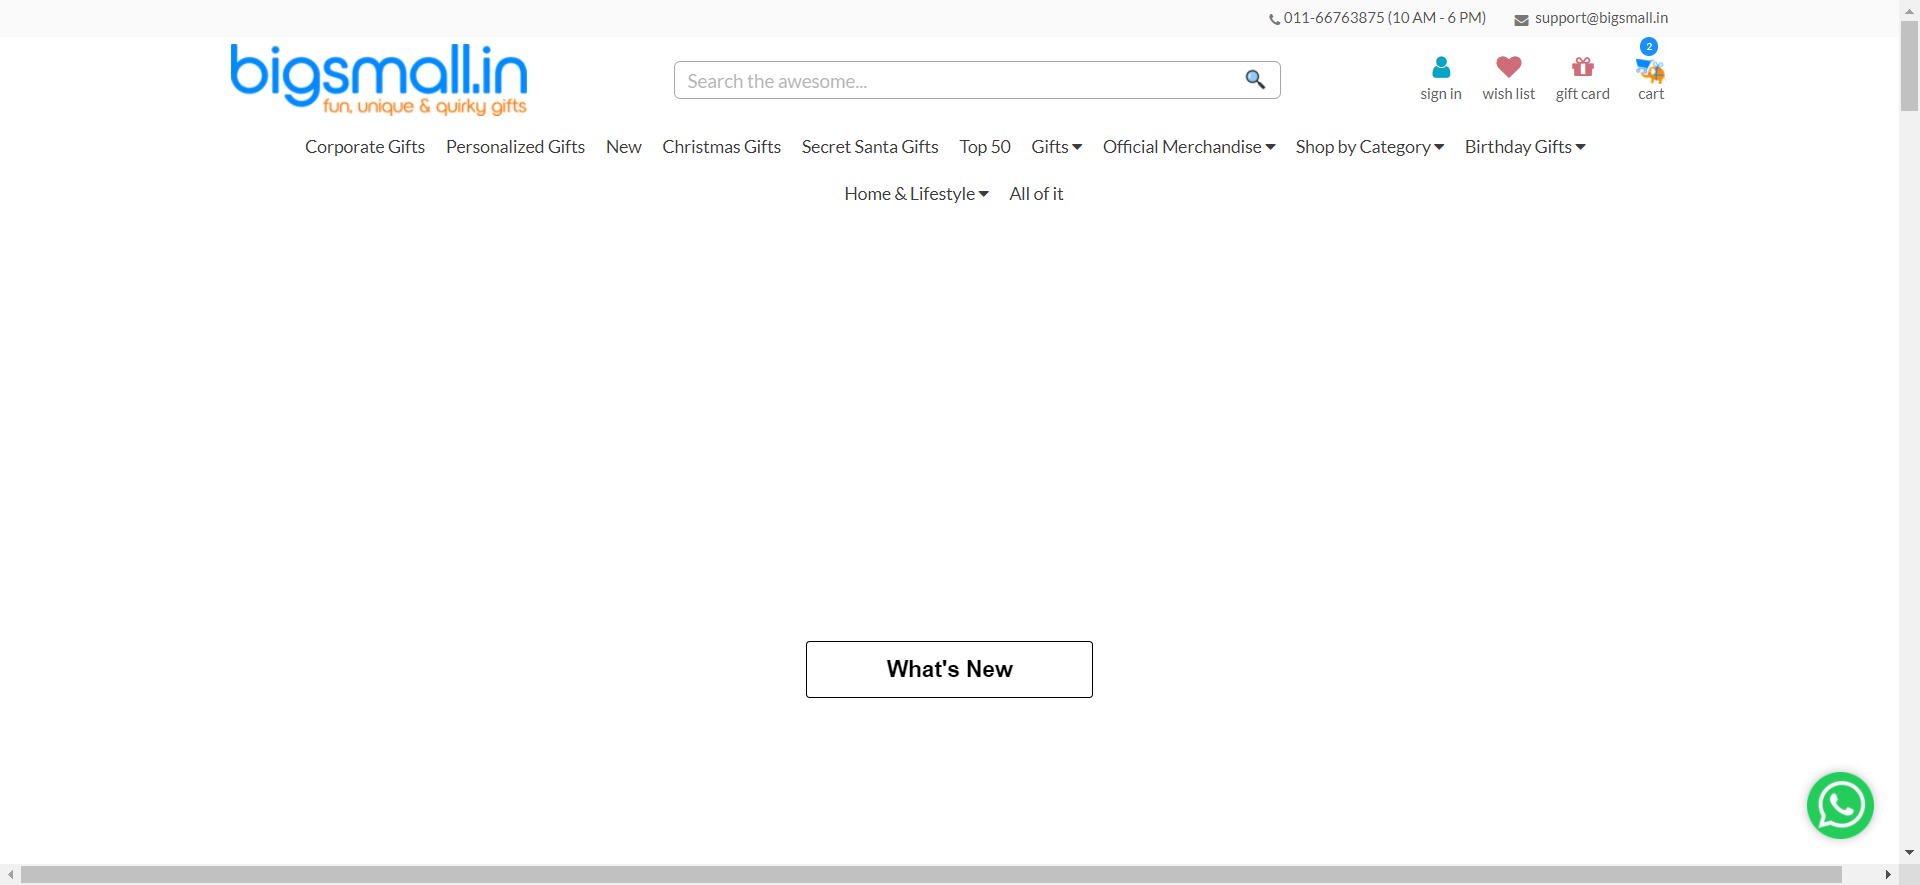 011-66763875 (10 AM - 6 PM) support@bigsmall.in
bigsmall.in
fun, unique & quirky gifts
Search the awesome...
2
sign in wish list gift card cart
Corporate Gifts Personalized Gifts New Christmas Gifts Secret Santa Gifts Top 50 Gifts Official Merchandise Shop by Category Birthday Gifts
Home & Lifestyle All of it
What's New